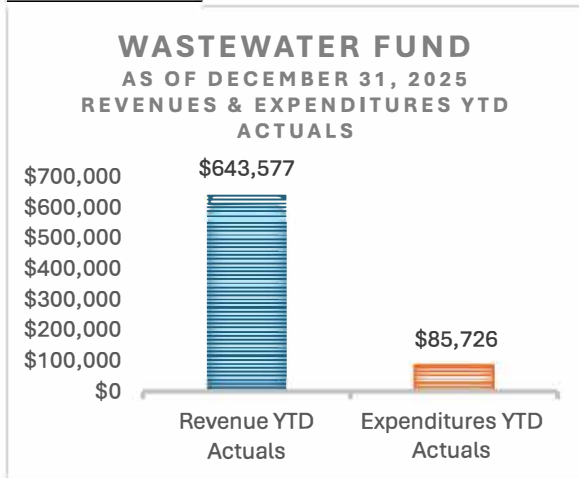 WASTEWATER FUND
AS OF DECEMBER 31, 2025
REVENUES & EXPENDITURES YTD
ACTUALS
$643,577
$700,000
$600,000
$500,000
$400,000
$300,000
$200,000
$85,726
$100,000
$0
Revenue YTD
Actuals
Expenditures YTD
Actuals